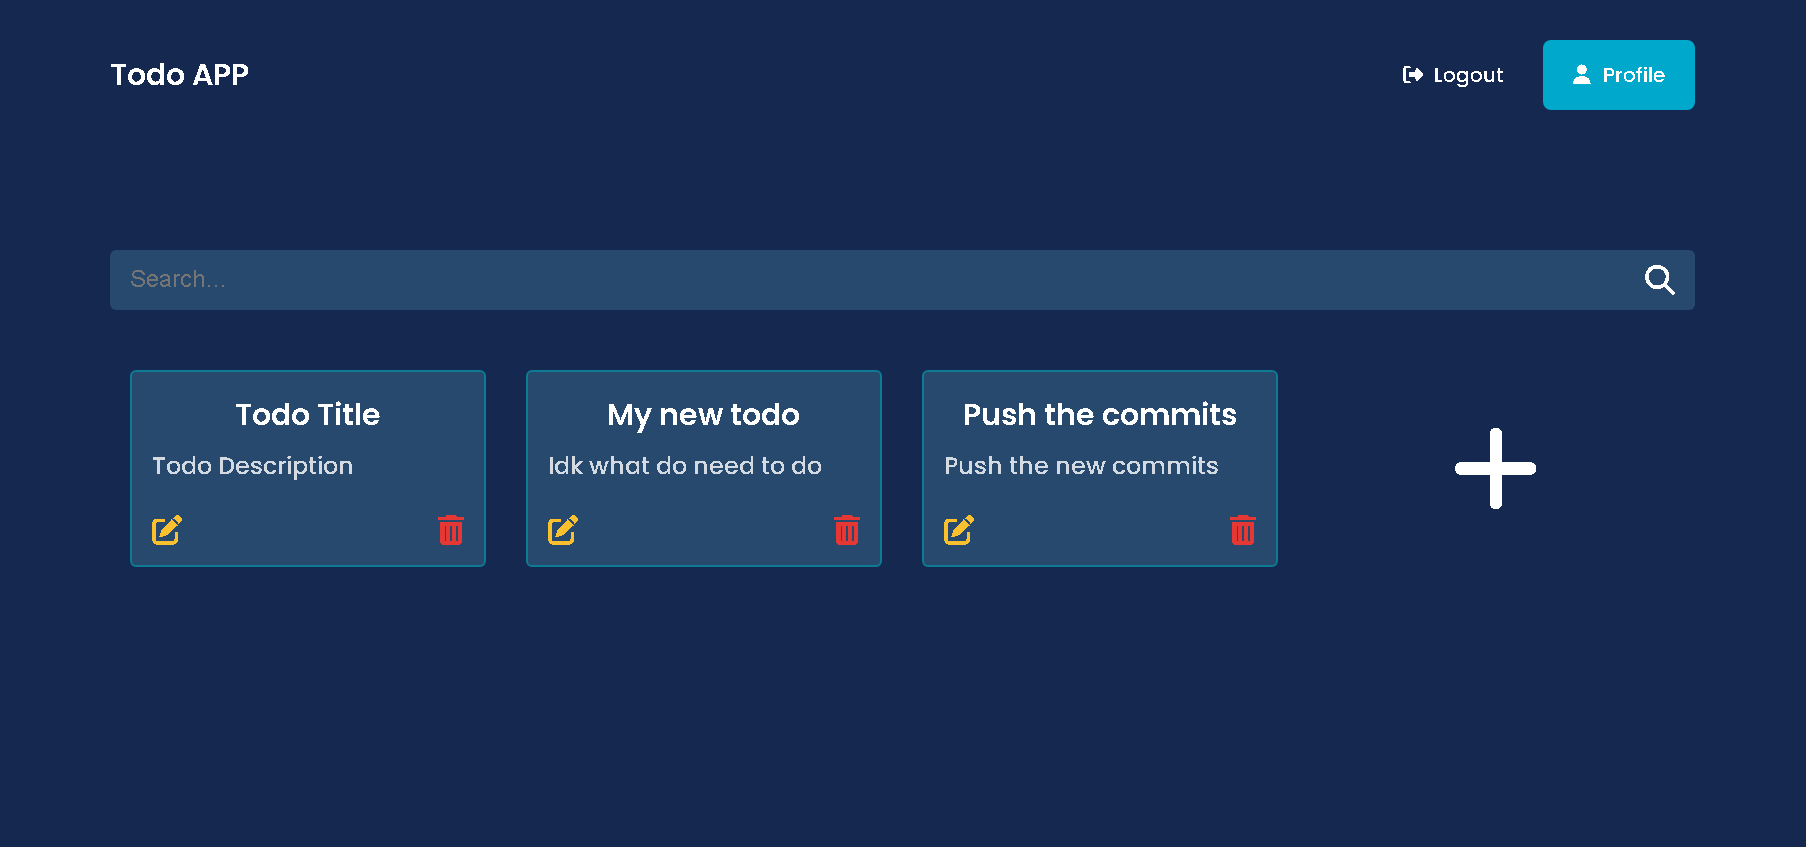 Todo APP
Logout
Profile
Search...
Todo Title
Todo Description
My new todo
Idk what do need to do
Push the commits
Push the new commits